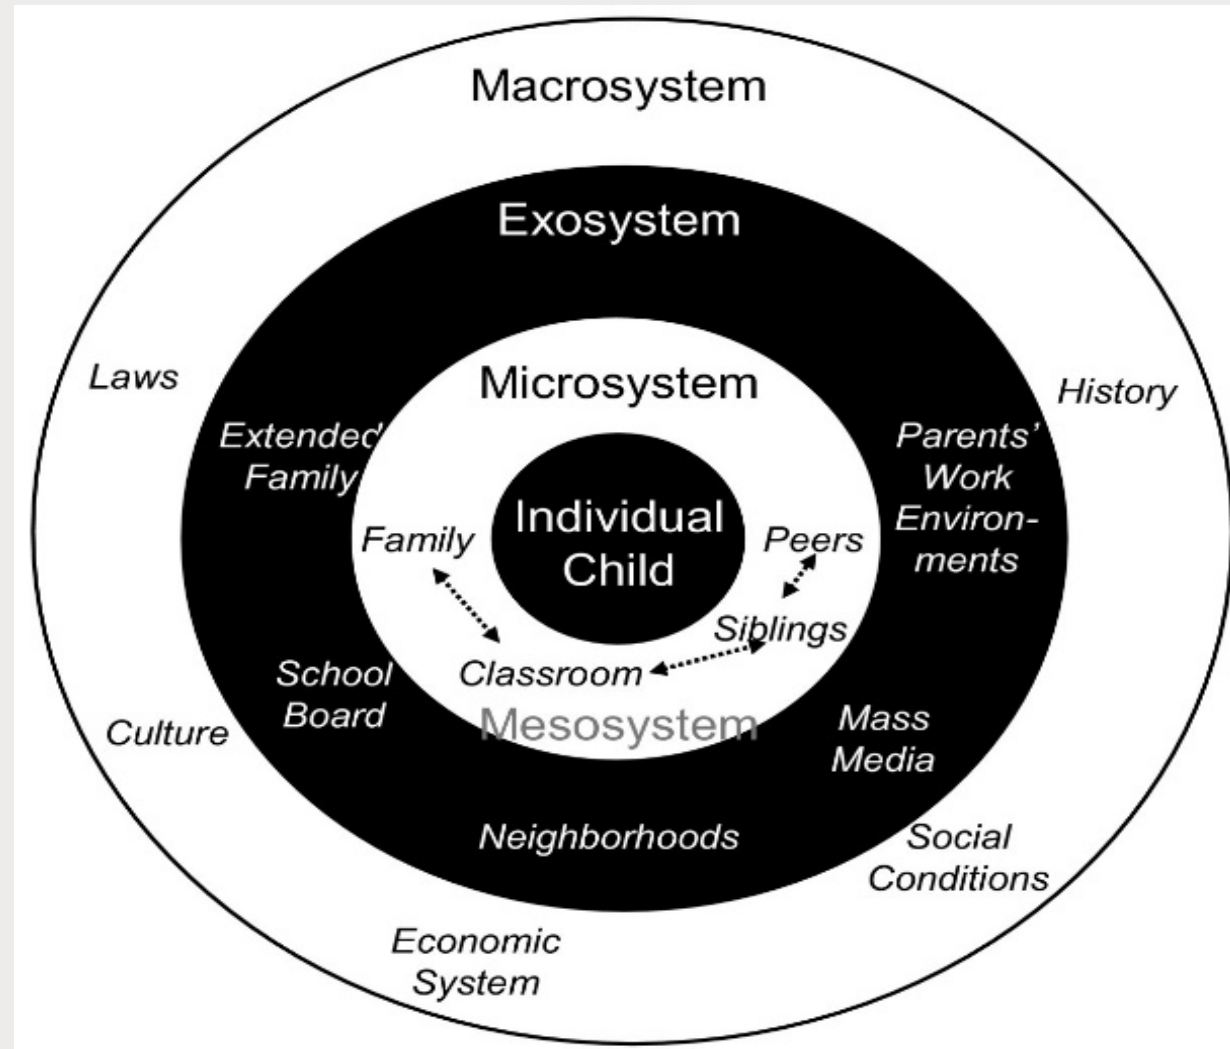 Macrosystem
Exosystem
Microsystem
Laws
History
Extended
Family
Parents’
Work
Environ-
ments
Individual
Child
Family
Peers
Siblings
Classroom
School
Board
Mesosystem
Culture
Mass
Media
Neighborhoods
Social
Conditions
Economic
System